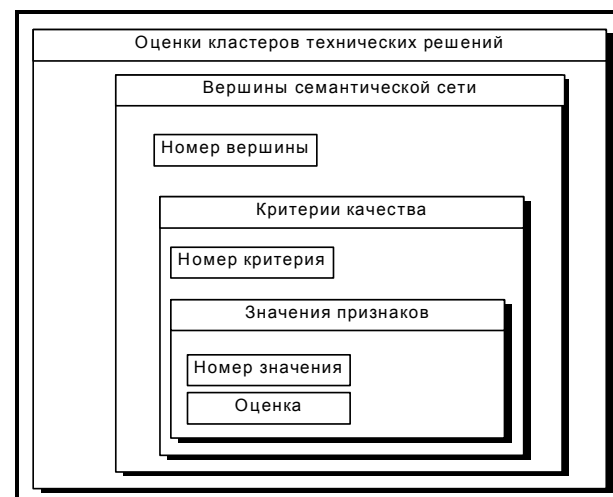 Оценки кластеров технических решений
Вершины семантической сети
Номер вершины
Критерии качества
Номер критерия
Значения признаков
Номер значения
Оценка